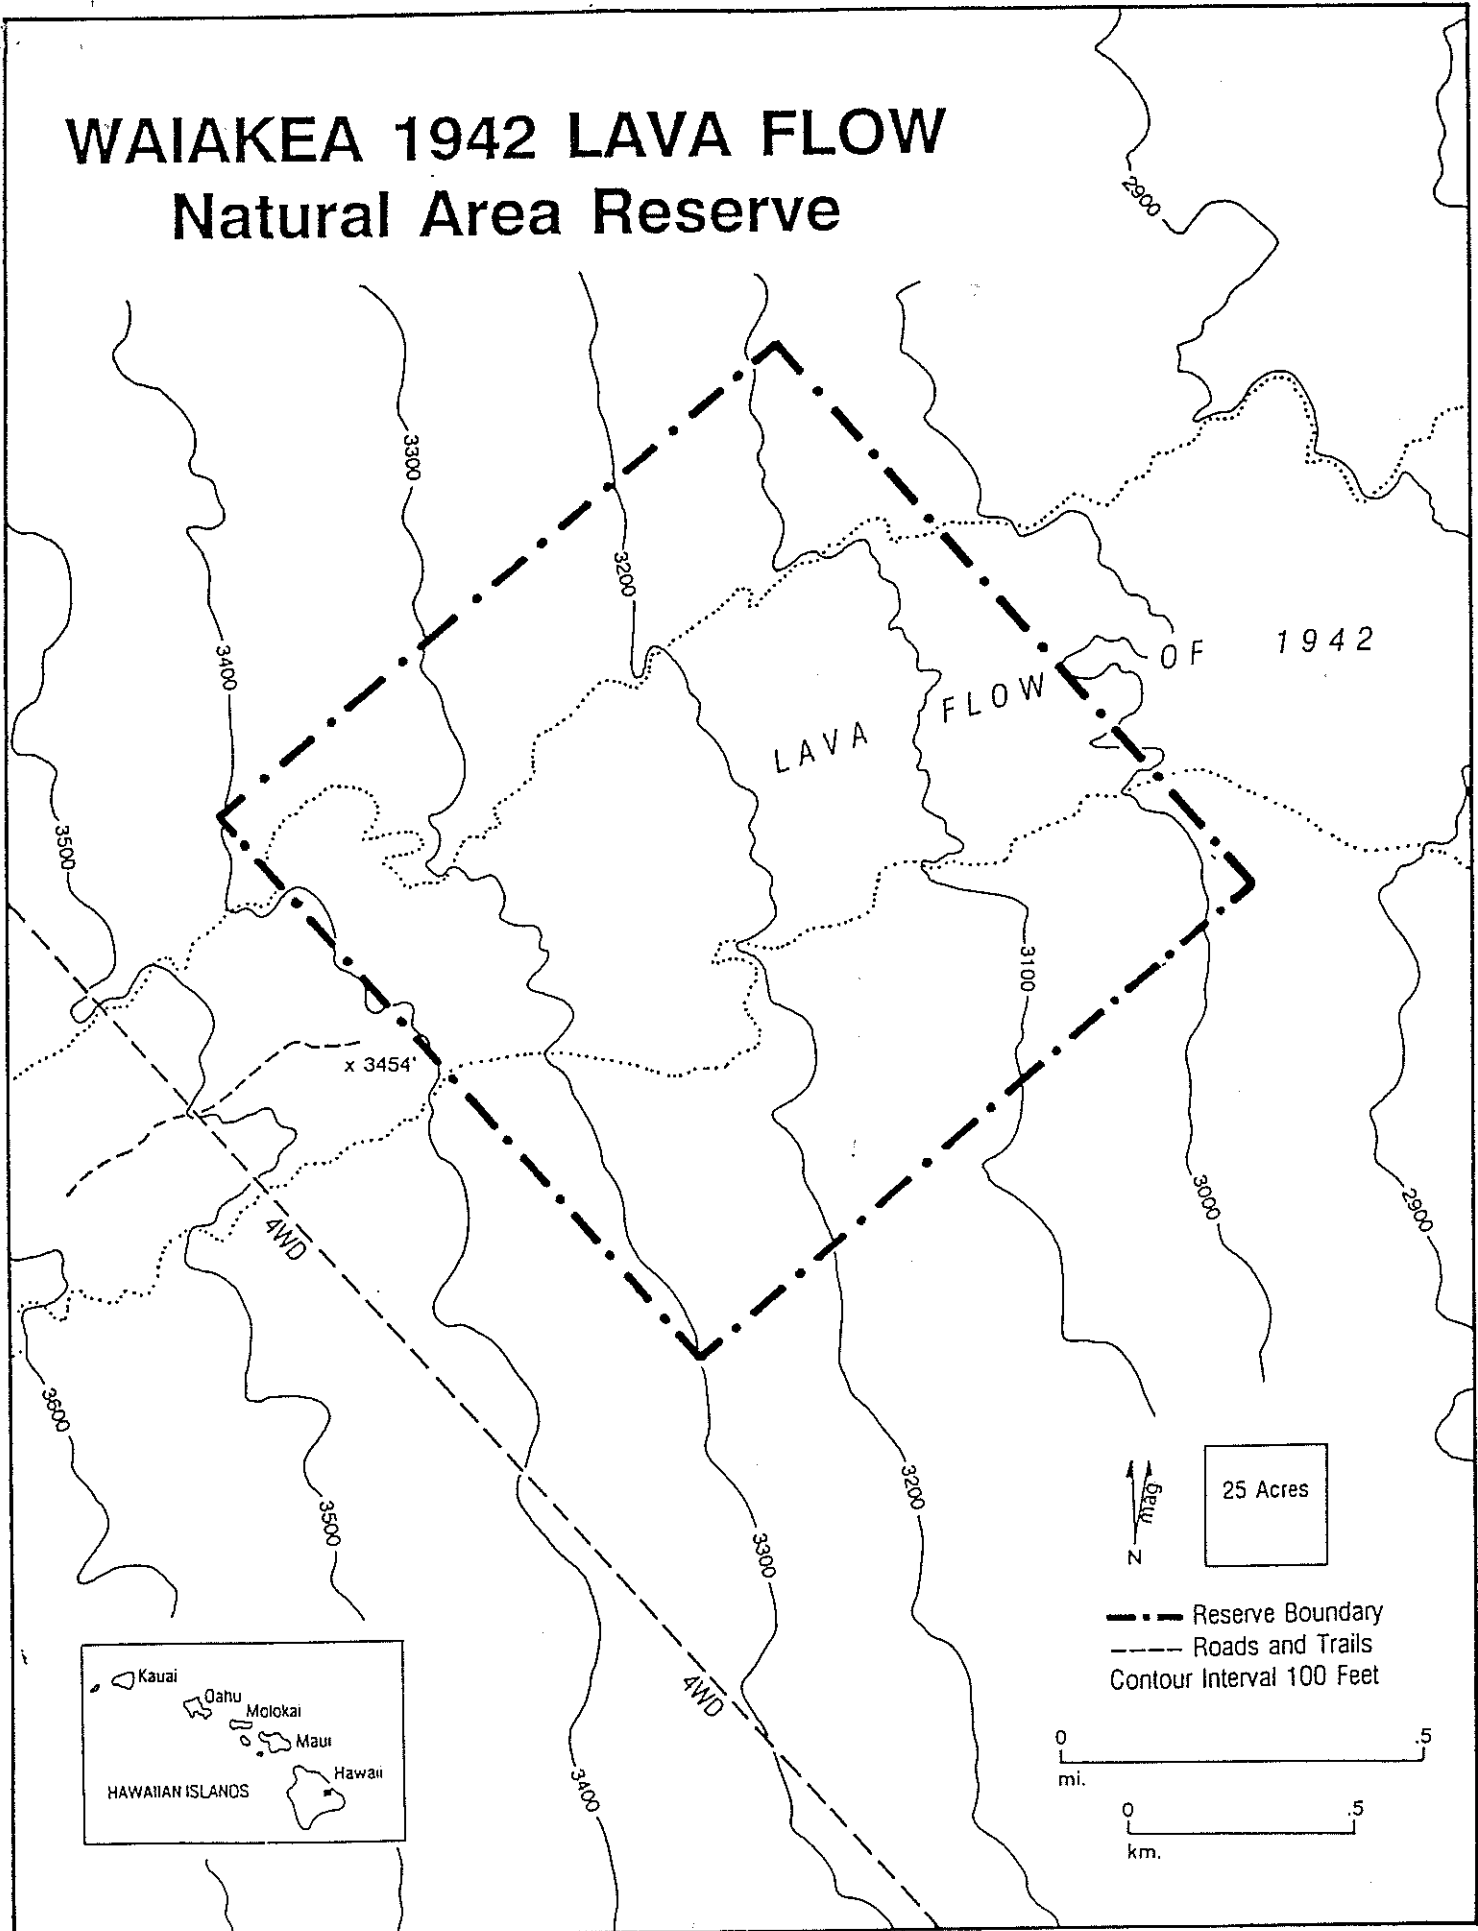 WAIAKEA 1942 LAVA FLOW
Natural Area Reserve
2900
3300
3200
3400
OF 1942
LAVA FLOW
3500
3100
x 3454'
4WD
3000
2900
3600
3500
3200
3300
mag
N
25 Acres
Reserve Boundary
Roads and Trails
Contour Interval 100 Feet
4WD
3400
0 .5
mi.
0 .5
km.
Kauai
Oahu
Molokai
Maui
Hawaii
HAWAIIAN ISLANDS